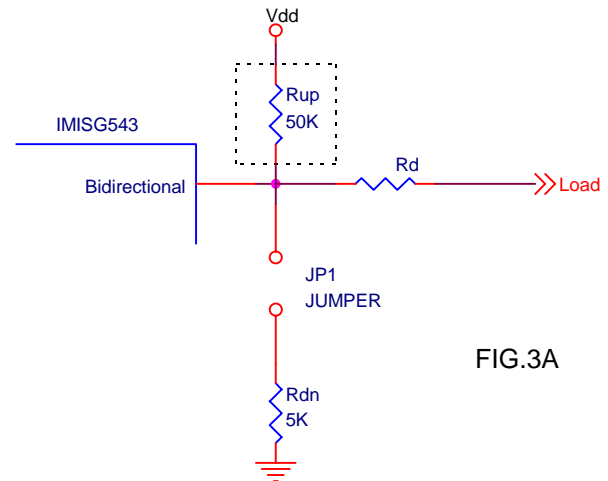 Vdd
Rup
50K
IMISG543
Rd
Bidirectional
Load
JP1
JUMPER
FIG.3A
Rdn
5K